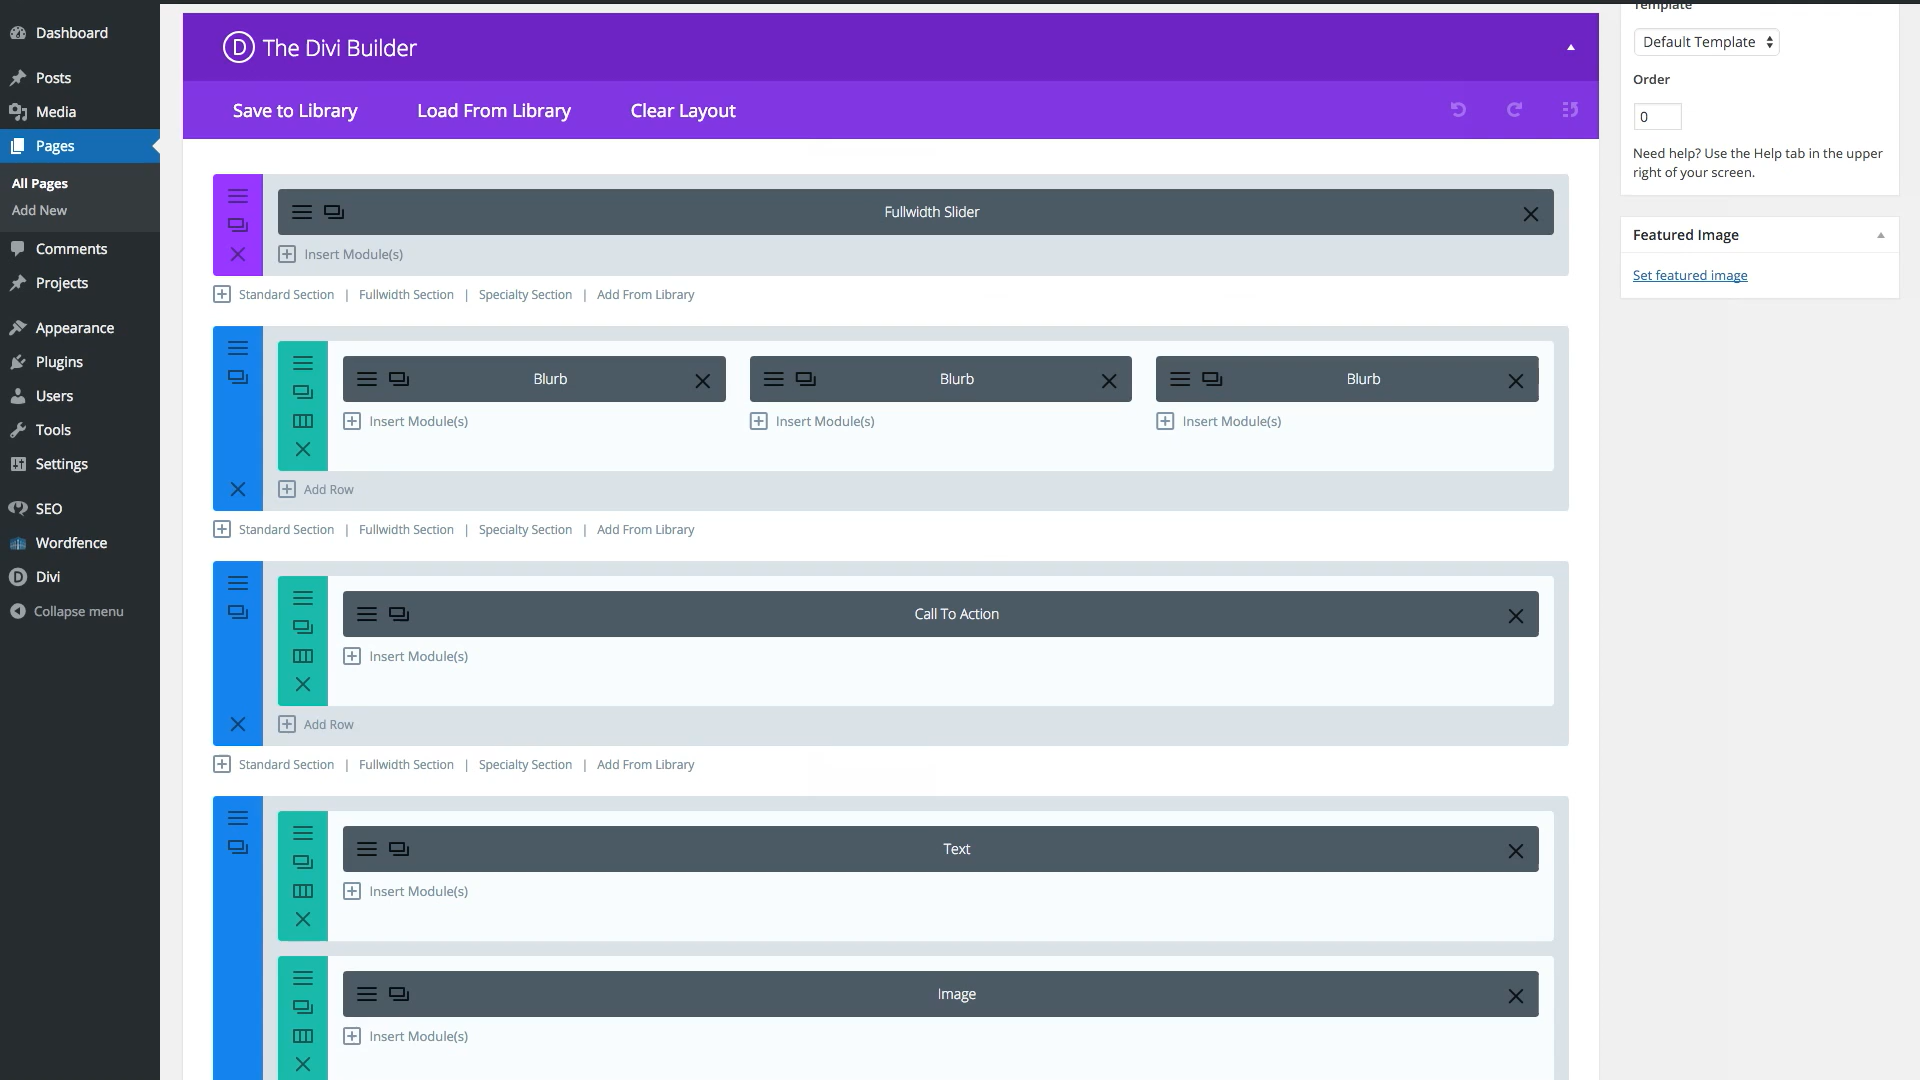 Dashboard
Posts
Media
Pages
All Pages
Add New
Comments
Projects
Appearance
Plugins
Users
Tools
Settings
SEO
Wordfence
Divi
Collapse menu
D The Divi Builder
Save to Library Load From Library Clear Layout
Fullwidth Slider
Insert Module(s)
Standard Section | Fullwidth Section | Specialty Section | Add From Library
Blurb Blurb Blurb
Insert Module(s) Insert Module(s) Insert Module(s)
Add Row
Standard Section | Fullwidth Section | Specialty Section | Add From Library
Call To Action
Insert Module(s)
Add Row
Standard Section | Fullwidth Section | Specialty Section | Add From Library
Text
Insert Module(s)
Image
Insert Module(s)
Template
Default Template
Order
0
Need help? Use the Help tab in the upper
right of your screen.
Featured Image
Set featured image